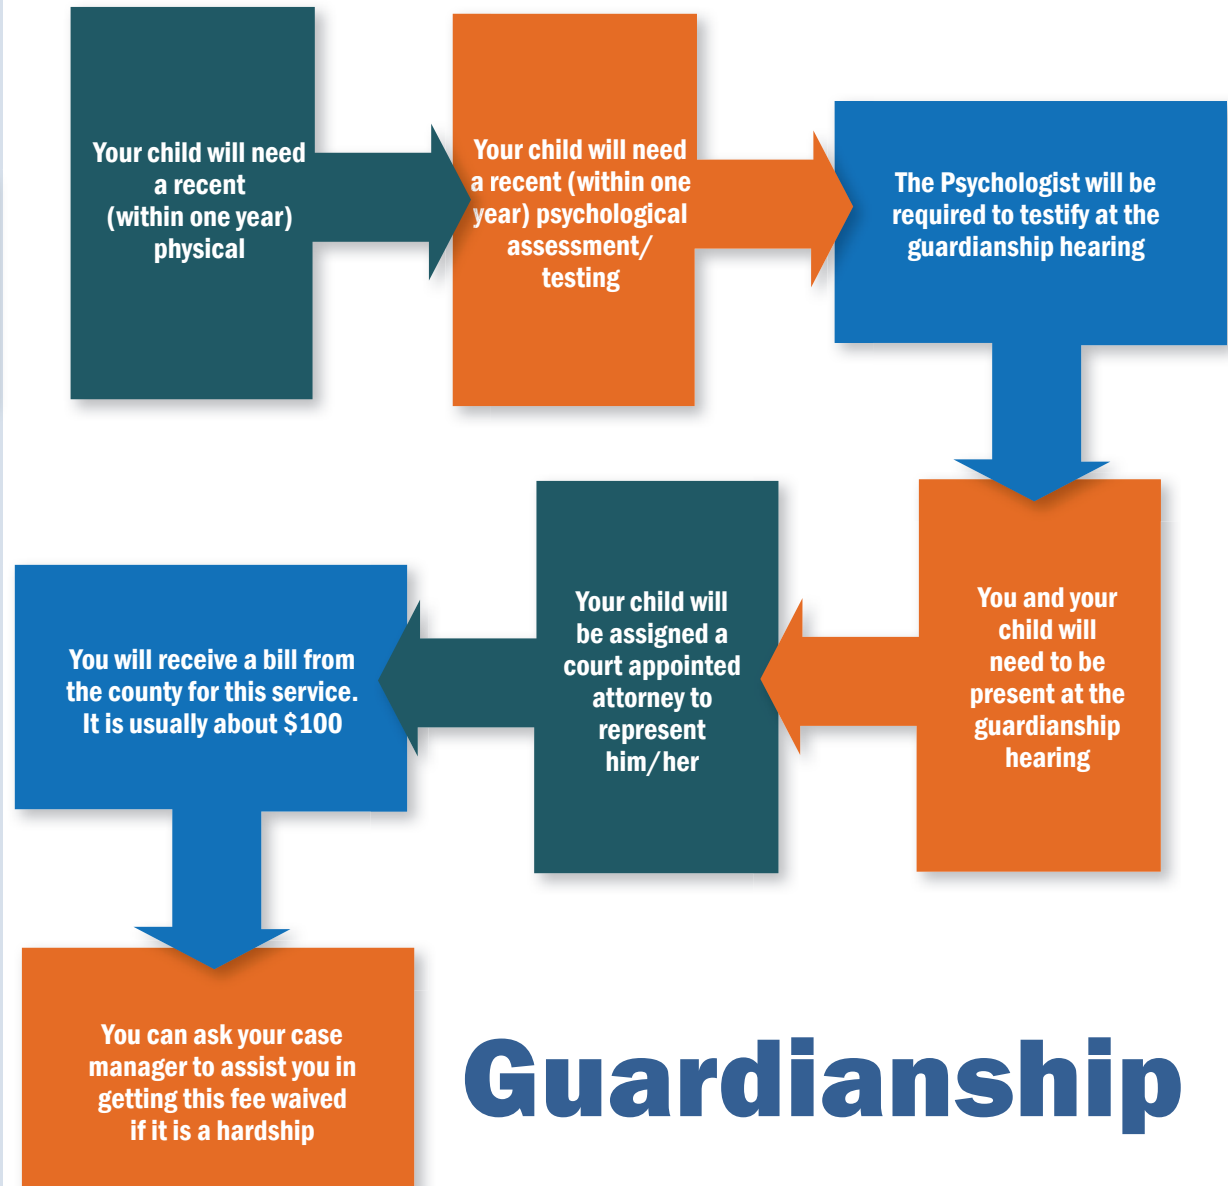 Your child will need
a recent
(within one year)
physical
Your child will need
a recent (within one
year) psychological
assessment/
testing
The Psychologist will be
required to testify at the
guardianship hearing
You and your
child will
need to be
present at the
guardianship
hearing
Your child will
be assigned a
court appointed
attorney to
represent
him/her
You will receive a bill from
the county for this service.
It is usually about $100
You can ask your case
manager to assist you in
getting this fee waived
if it is a hardship
Guardianship